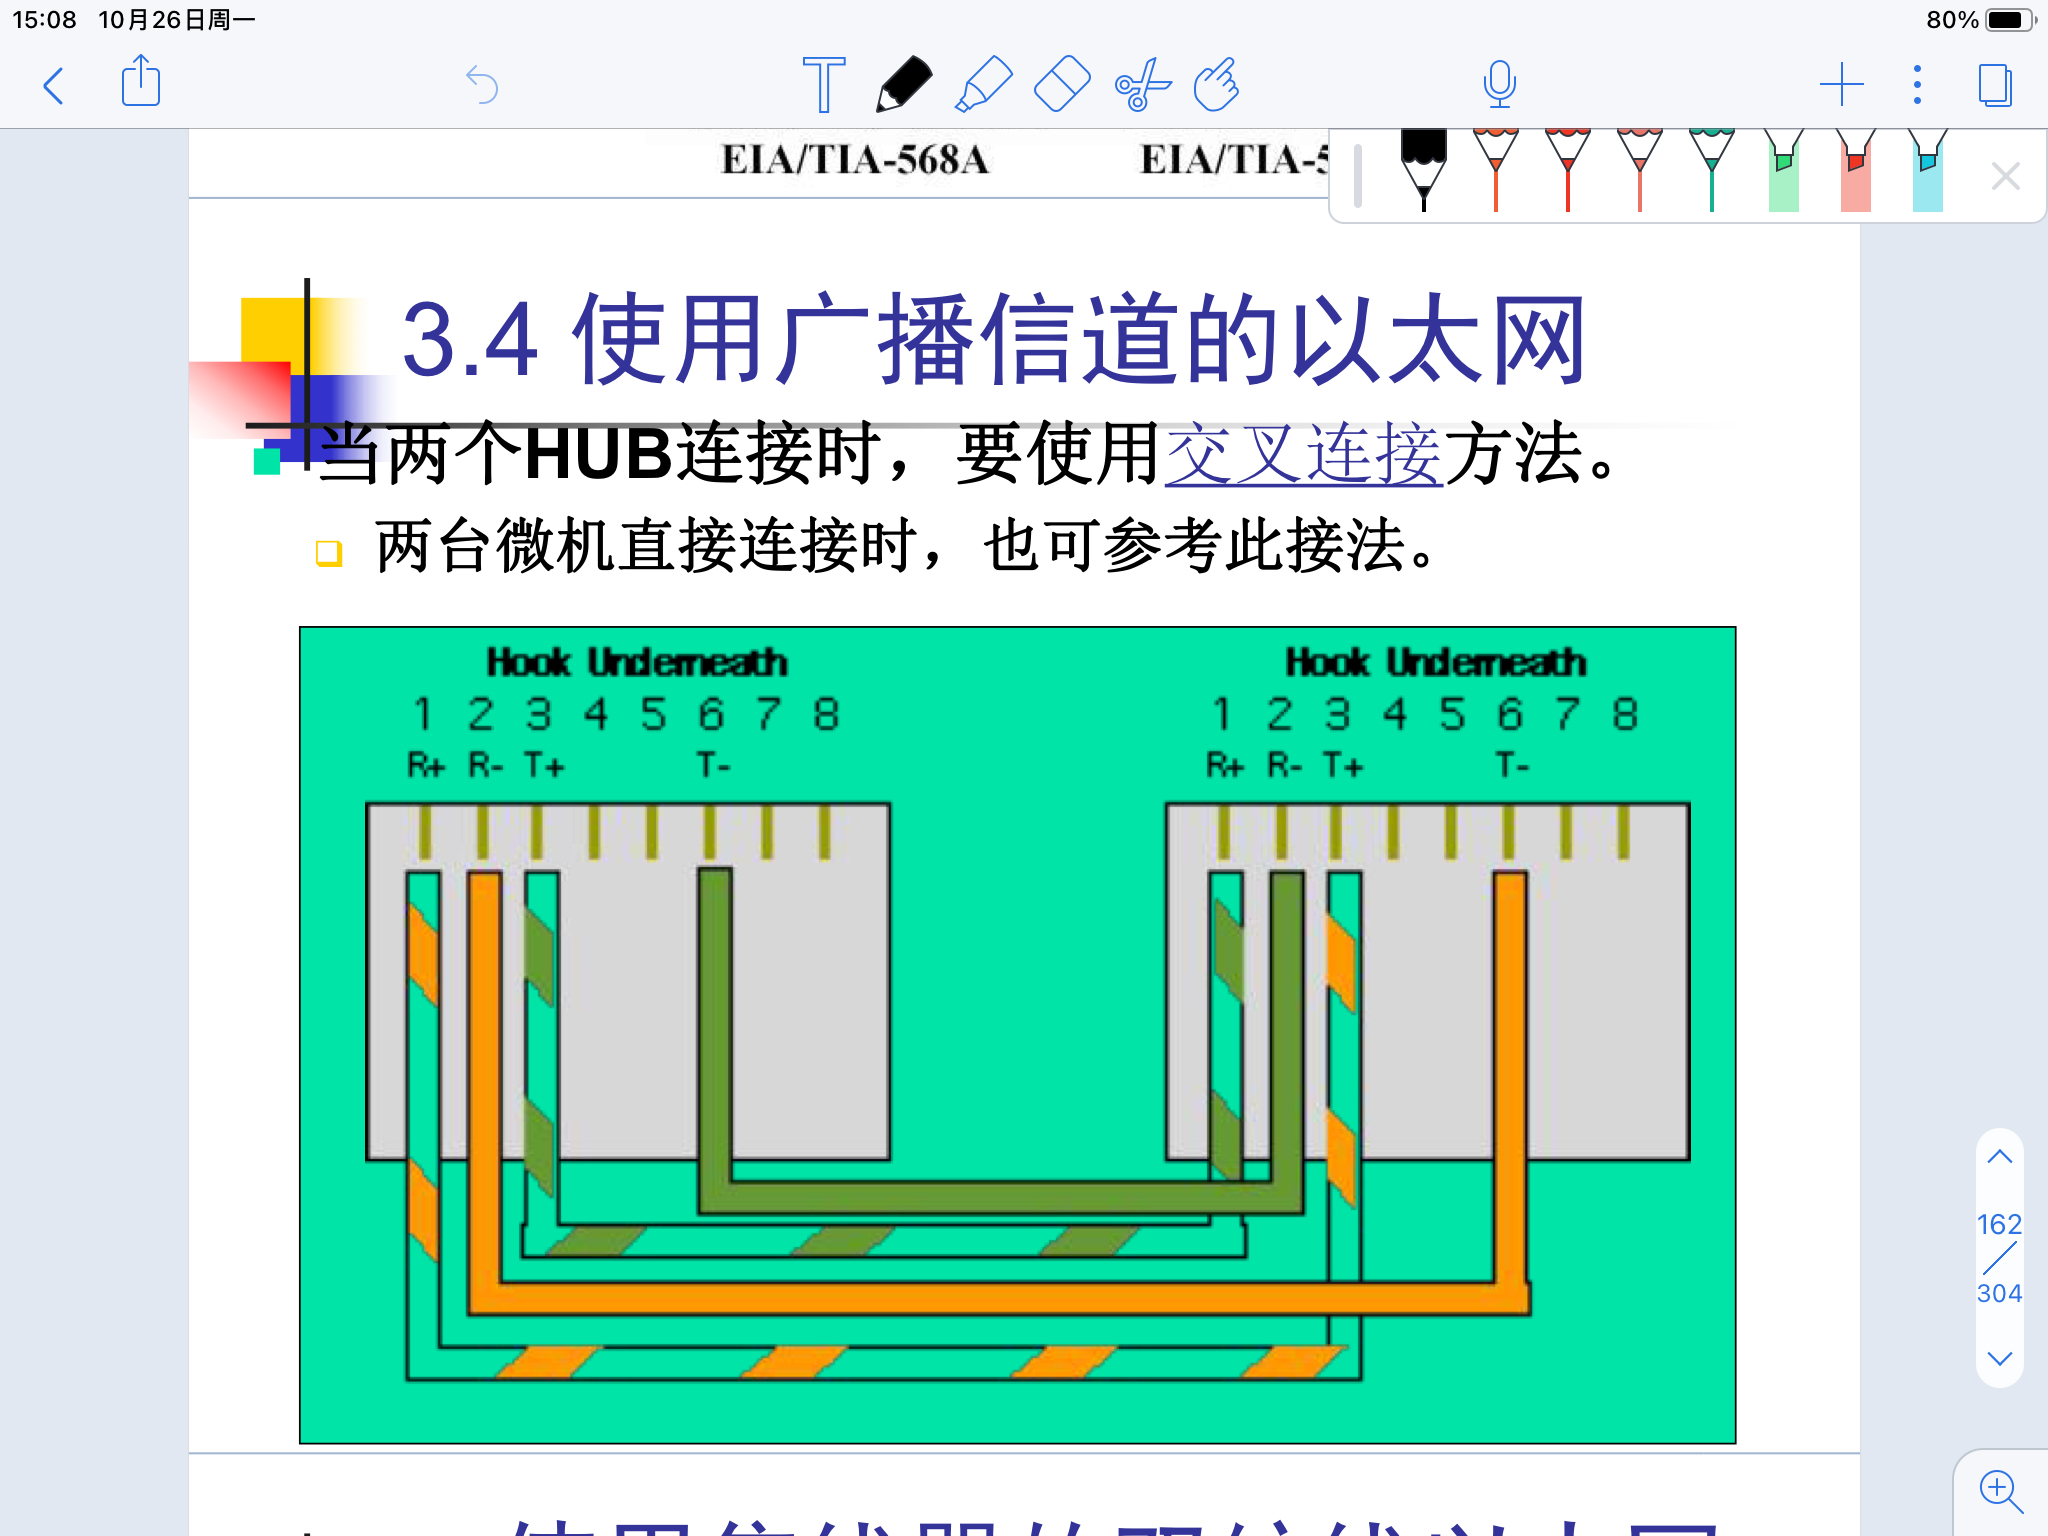 15:08 10月26日周一 80%
EIA/TIA-568A EIA/TIA-5
3.4 使用广播信道的以太网
当两个HUB连接时，要使用交叉连接方法。
两台微机直接连接时，也可参考此接法。
Hook Underneath Hook Underneath
1 2 3 4 5 6 7 8 1 2 3 4 5 6 7 8
R+ R- T+ T- R+ R- T+ T-
162
304